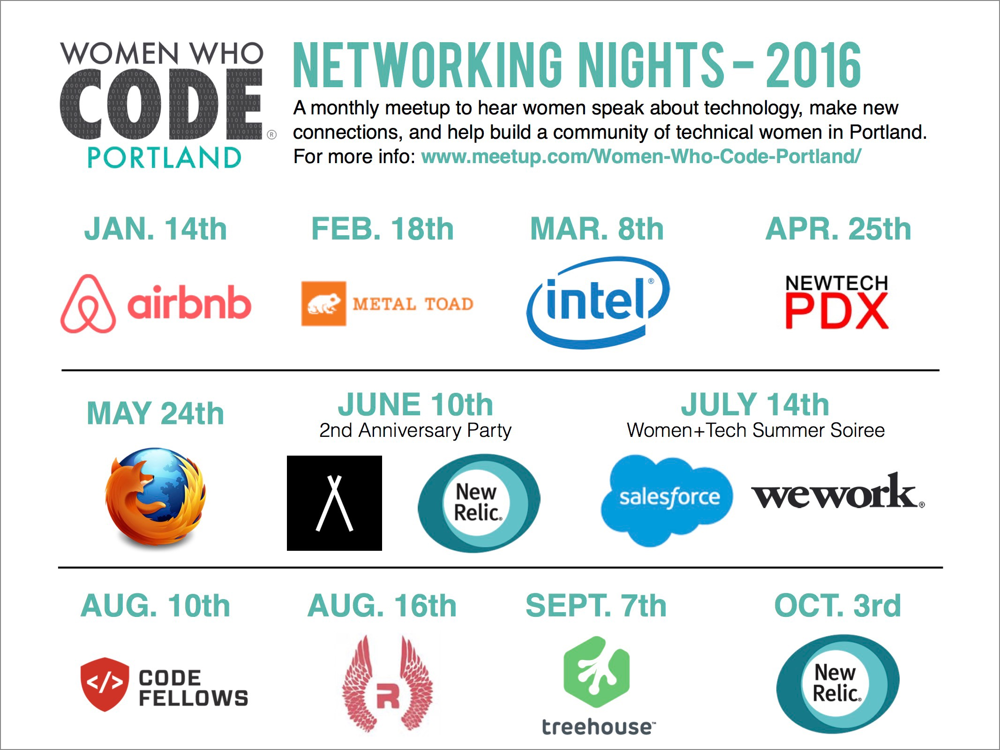 WOMEN WHO
CODE®
PORTLAND
NETWORKING NIGHTS – 2016
A monthly meetup to hear women speak about technology, make new
connections, and help build a community of technical women in Portland.
For more info: www.meetup.com/Women-Who-Code-Portland/
JAN. 14th
FEB. 18th
MAR. 8th
APR. 25th
airbnb
METAL TOAD
intel®
NEWTECH
PDX
MAY 24th
JUNE 10th
2nd Anniversary Party
JULY 14th
Women+Tech Summer Soiree
New
Relic®
salesforce
wework®
AUG. 10th
AUG. 16th
SEPT. 7th
OCT. 3rd
</>
CODE
FELLOWS
R
treehouse™
New
Relic®